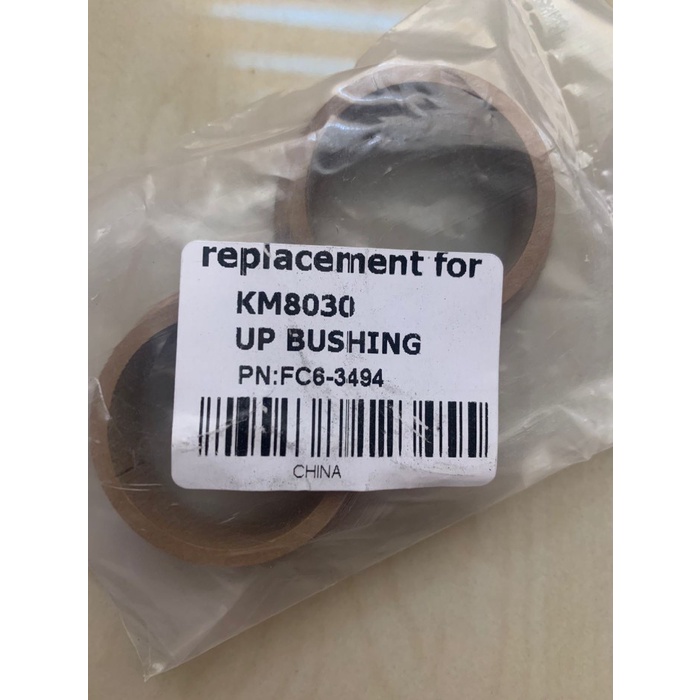 replacement for
KM8030
UP BUSHING
PN:FC6-3494
CHINA